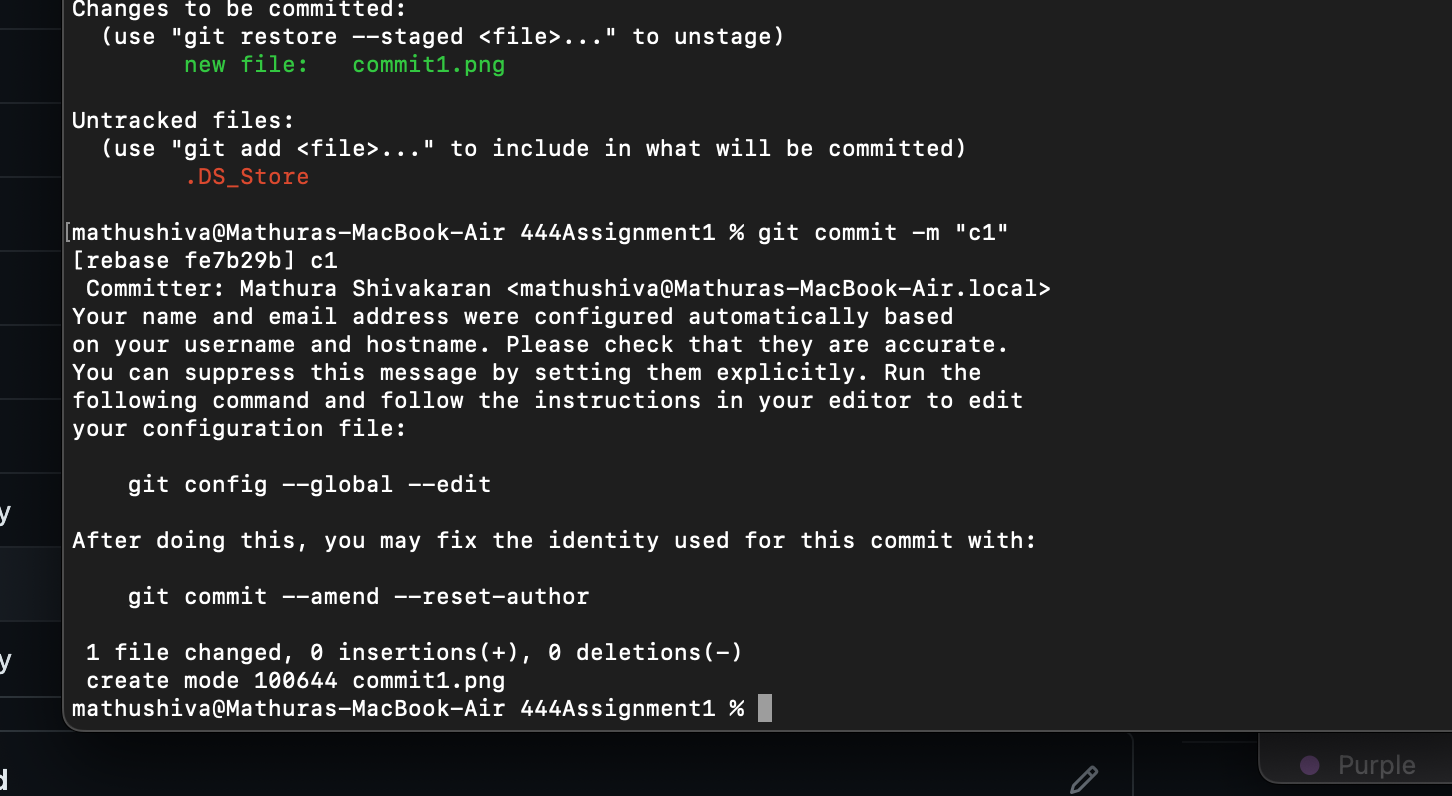 Changes to be committed:
  (use "git restore --staged <file>..." to unstage)
        new file:   commit1.png

Untracked files:
  (use "git add <file>..." to include in what will be committed)
        .DS_Store

[mathushiva@Mathuras-MacBook-Air 444Assignment1 % git commit -m "c1"
[rebase fe7b29b] c1
 Committer: Mathura Shivakaran <mathushiva@Mathuras-MacBook-Air.local>
Your name and email address were configured automatically based
on your username and hostname. Please check that they are accurate.
You can suppress this message by setting them explicitly. Run the
following command and follow the instructions in your editor to edit
your configuration file:

    git config --global --edit

After doing this, you may fix the identity used for this commit with:

    git commit --amend --reset-author

 1 file changed, 0 insertions(+), 0 deletions(-)
 create mode 100644 commit1.png
mathushiva@Mathuras-MacBook-Air 444Assignment1 %
y
y
d
Purple